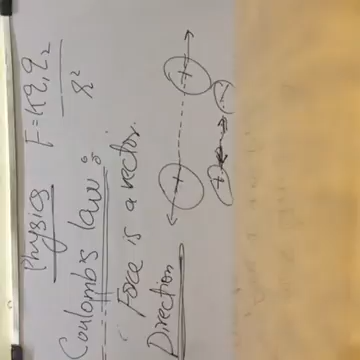 Physics F = Kq1q2
r²
Coulomb's law:
Force is a vector.
Direction
+ +
+ -